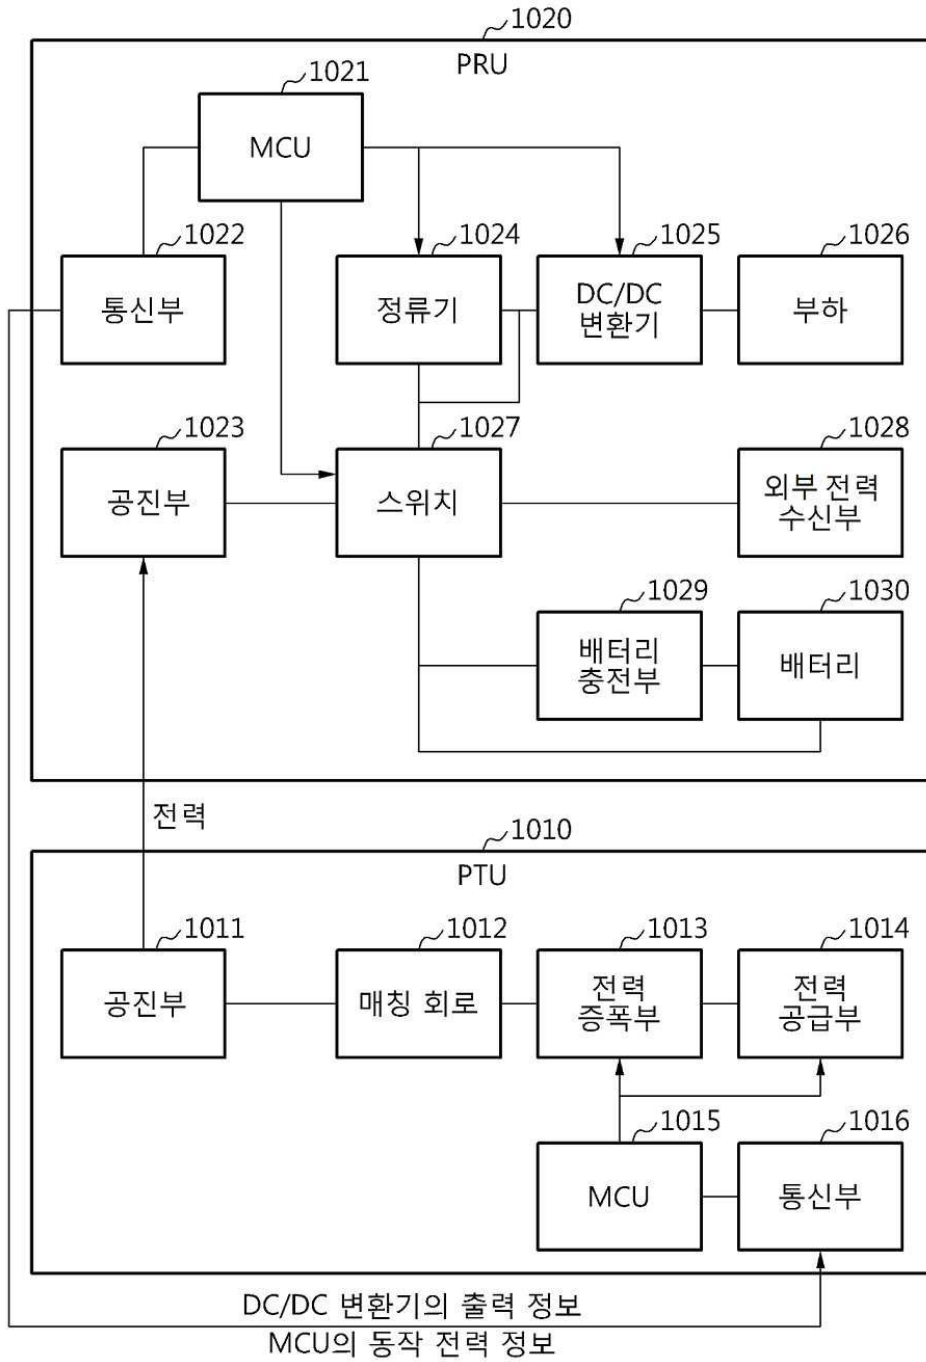 1020
PRU
1021
MCU
1022
통신부
1024
정류기
1025
DC/DC
변환기
1026
부하
1023
공진부
1027
스위치
1028
외부 전력
수신부
1029
배터리
충전부
1030
배터리
전력
1010
PTU
1011
공진부
1012
매칭 회로
1013
전력
증폭부
1014
전력
공급부
1015
MCU
1016
통신부
DC/DC 변환기의 출력 정보
MCU의 동작 전력 정보